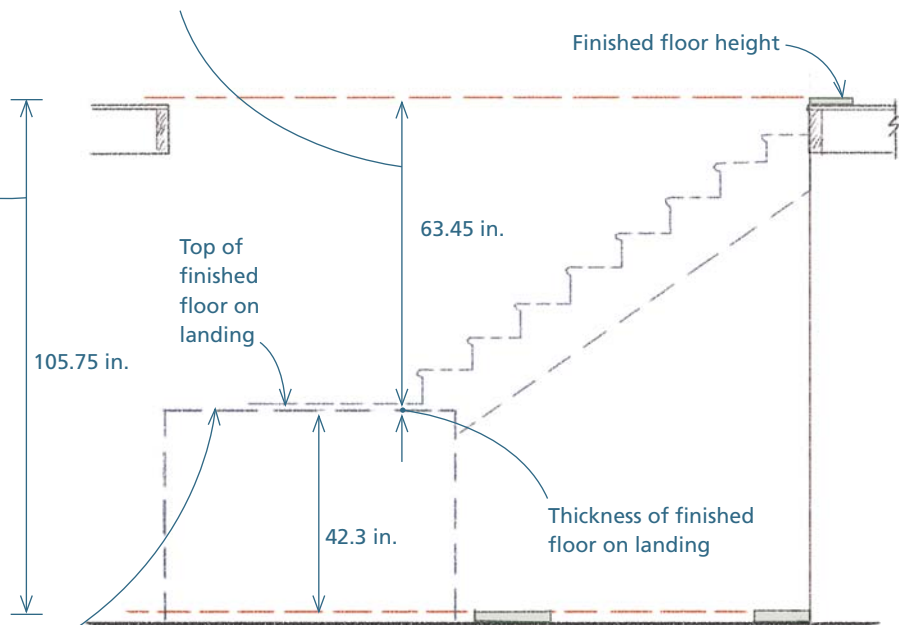 Finished floor height
63.45 in.
Top of
finished
floor on
landing
105.75 in.
Thickness of finished
floor on landing
42.3 in.